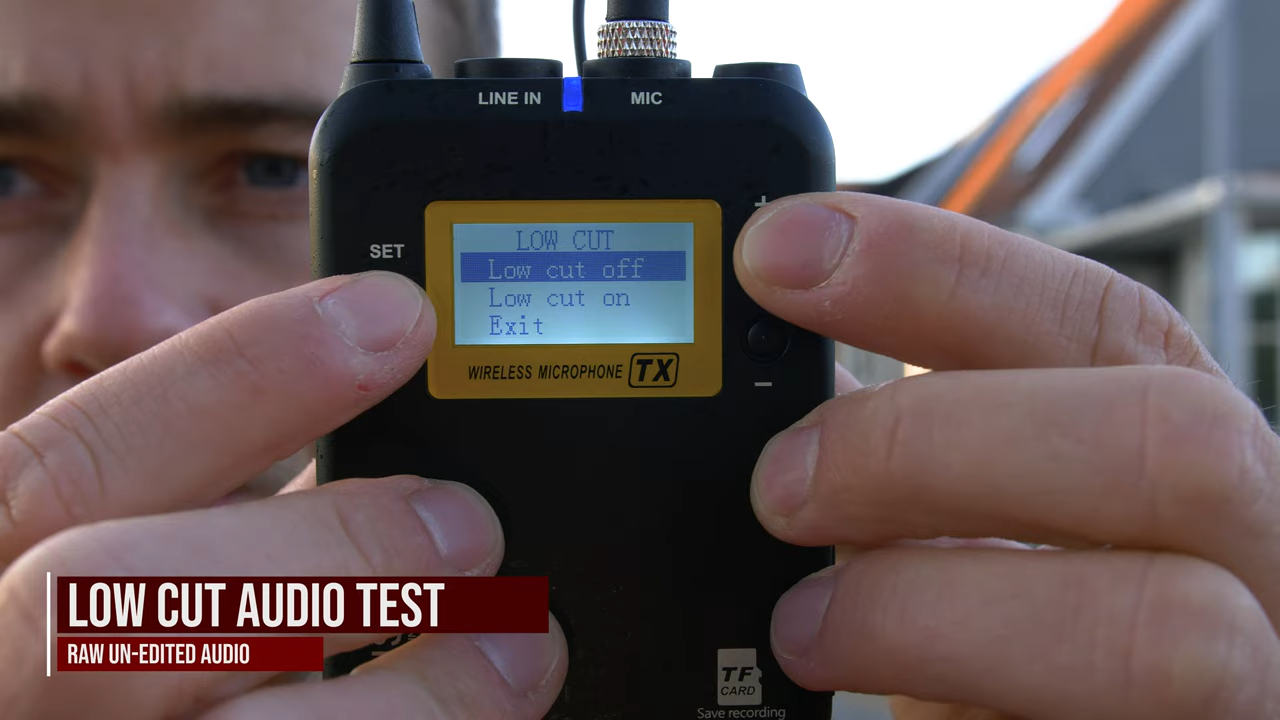 LINE IN
MIC
+
SET
LOW CUT
Low cut off
Low cut on
Exit
WIRELESS MICROPHONE TX
−
LOW CUT AUDIO TEST
RAW UN-EDITED AUDIO
TF
CARD
Save recording